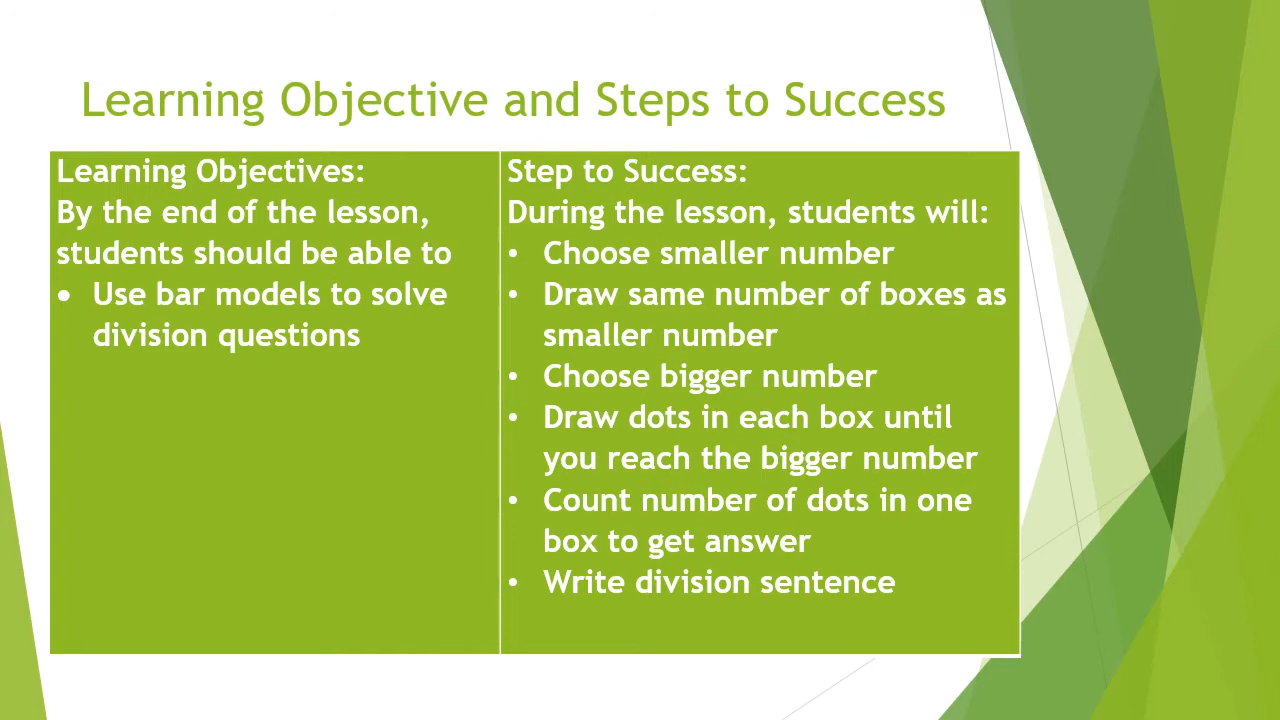 Learning Objective and Steps to Success
Learning Objectives:
By the end of the lesson,
students should be able to
• Use bar models to solve
division questions
Step to Success:
During the lesson, students will:
• Choose smaller number
• Draw same number of boxes as
smaller number
• Choose bigger number
• Draw dots in each box until
you reach the bigger number
• Count number of dots in one
box to get answer
• Write division sentence